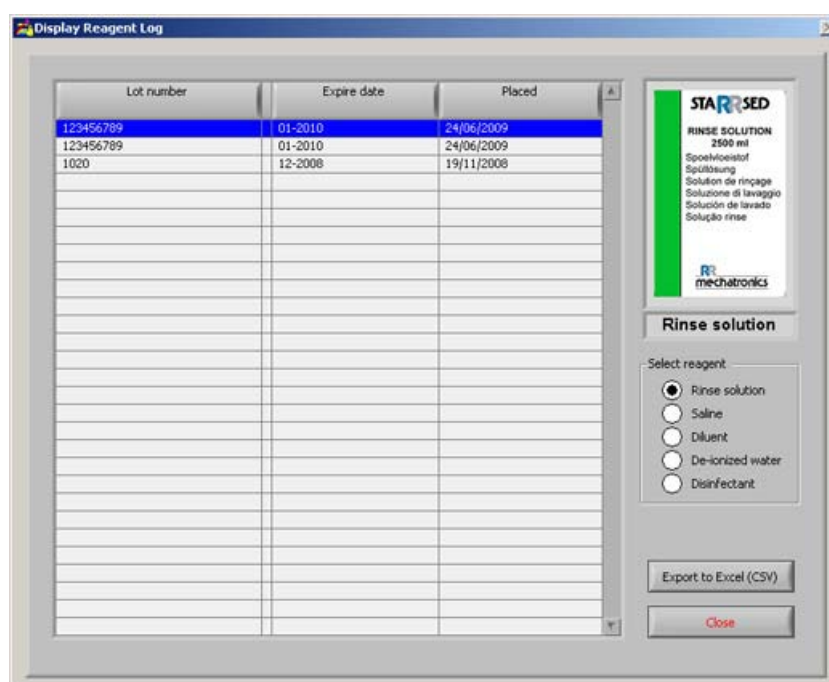 Display Reagent Log
Lot number Expire date Placed
123456789 01-2010 24/06/2009
123456789 01-2010 24/06/2009
1020 12-2008 19/11/2008
STARRSED
RINSE SOLUTION
2500 ml
Spoelvloeistof
Spüllösung
Solution de rinçage
Soluzione di lavaggio
Solución de lavado
Solução rinse
RR
mechatronics
Rinse solution
Select reagent
Rinse solution
Saline
Diluent
De-ionized water
Disinfectant
Export to Excel (CSV)
Close